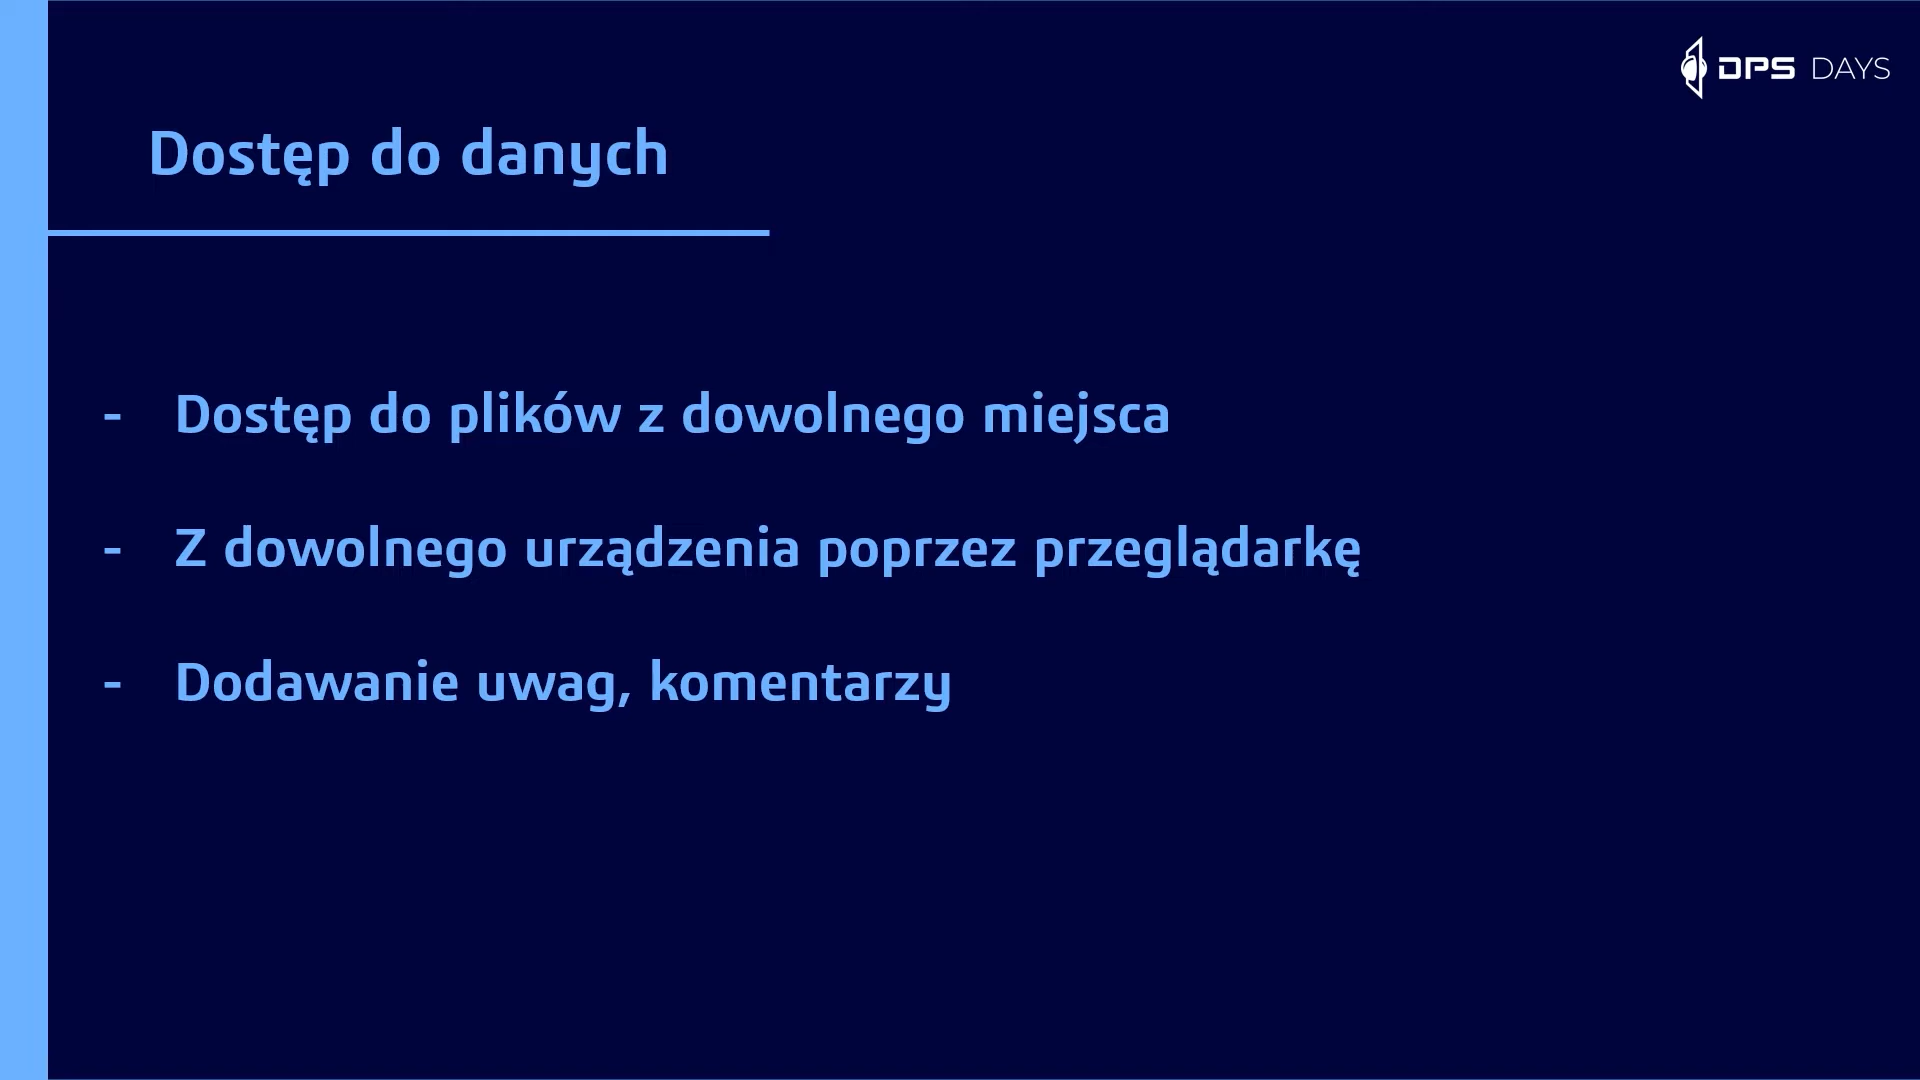 DPS DAYS
Dostęp do danych
- Dostęp do plików z dowolnego miejsca
- Z dowolnego urządzenia poprzez przeglądarkę
- Dodawanie uwag, komentarzy